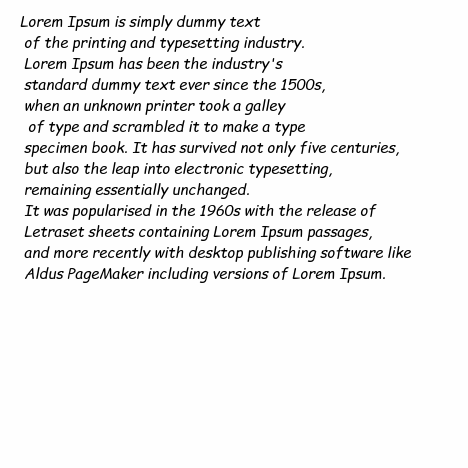 Lorem Ipsum is simply dummy text
of the printing and typesetting industry.
Lorem Ipsum has been the industry's
standard dummy text ever since the 1500s,
when an unknown printer took a galley
of type and scrambled it to make a type
specimen book. It has survived not only five centuries,
but also the leap into electronic typesetting,
remaining essentially unchanged.
It was popularised in the 1960s with the release of
Letraset sheets containing Lorem Ipsum passages,
and more recently with desktop publishing software like
Aldus PageMaker including versions of Lorem Ipsum.